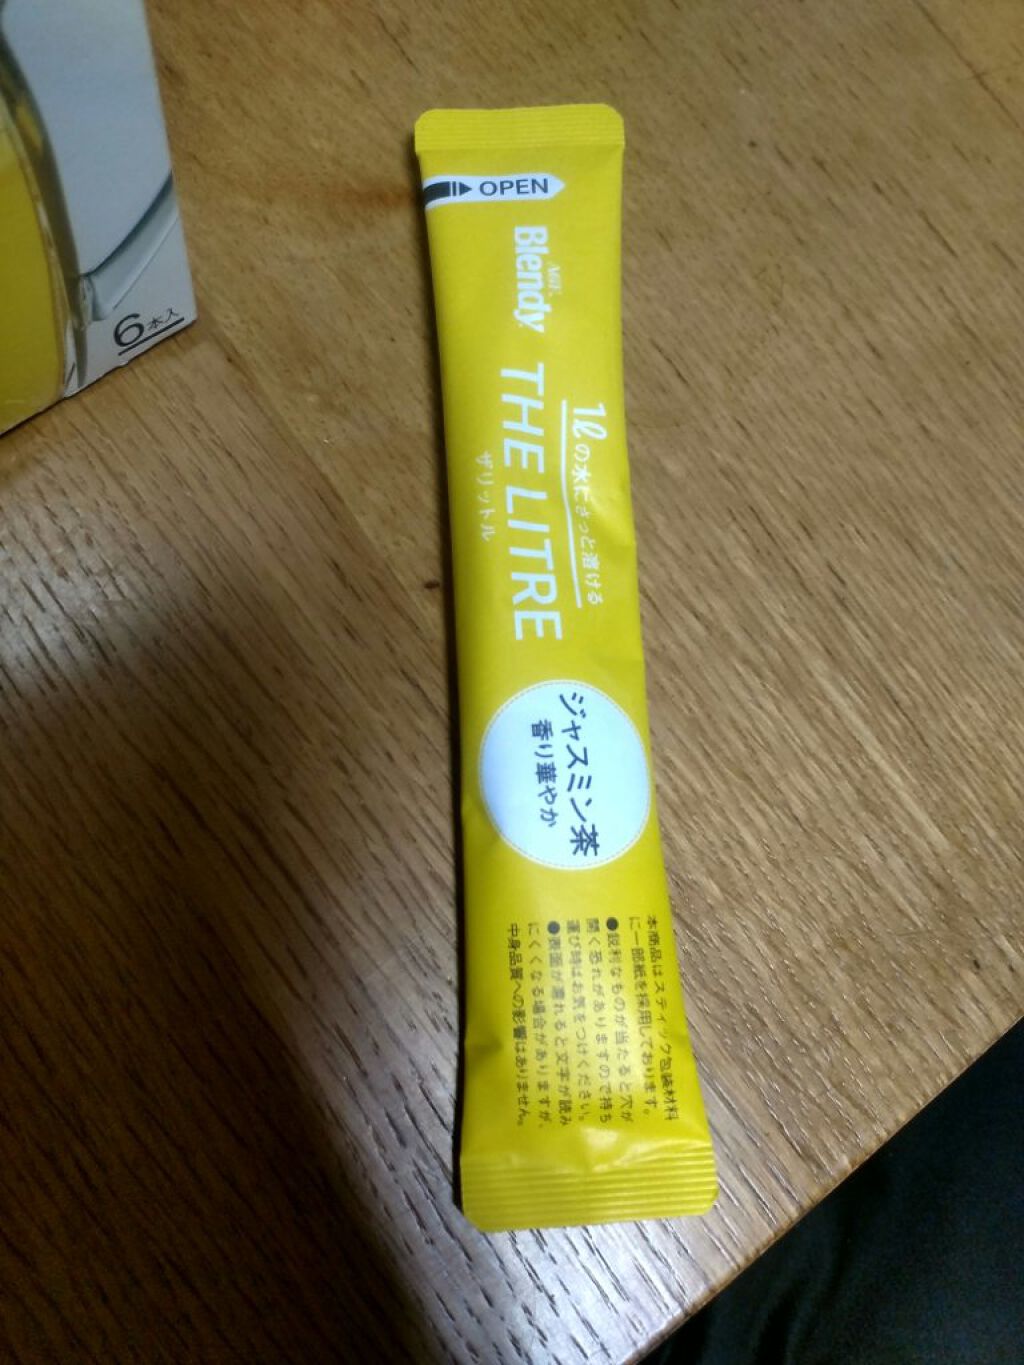 OPEN
AGF
Blendy
1ℓの水にさっと溶ける
THE LITRE
ザリットル
ジャスミン茶
香り華やか
本商品はスティック包装材料
に一部紙を採用しております。
●鋭利なものが当たると穴が
開く恐れがありますので持ち
運び時はお気をつけください。
●表面が濡れると文字が読み
にくくなる場合がありますが、
中身品質への影響はありません。
6本入